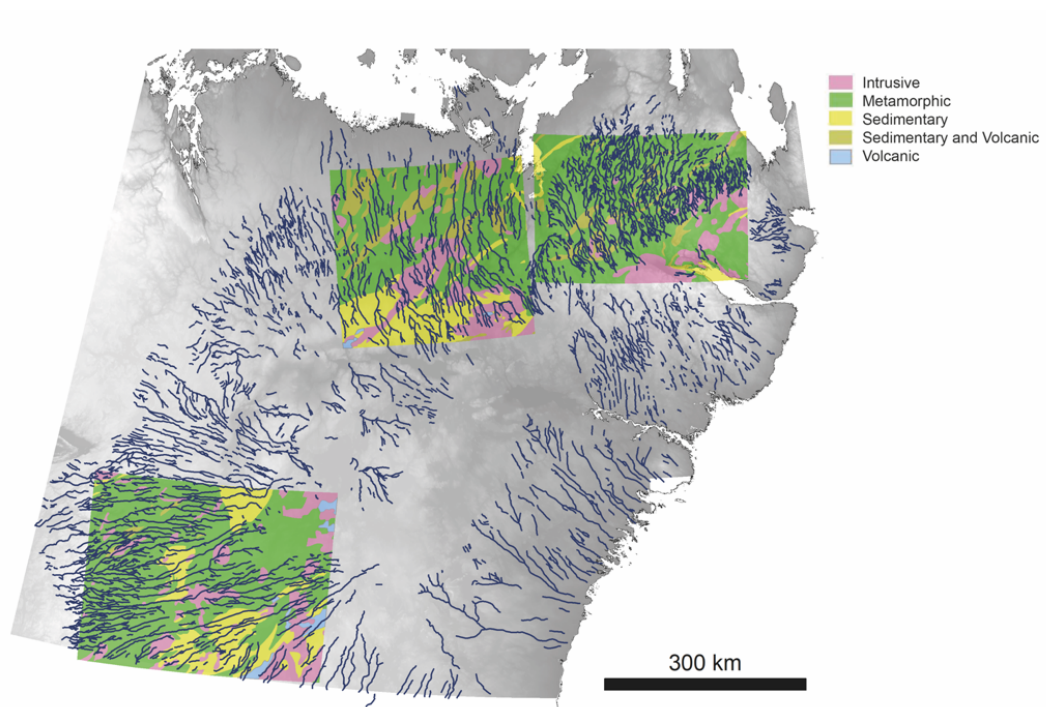 Intrusive
Metamorphic
Sedimentary
Sedimentary and Volcanic
Volcanic
300 km